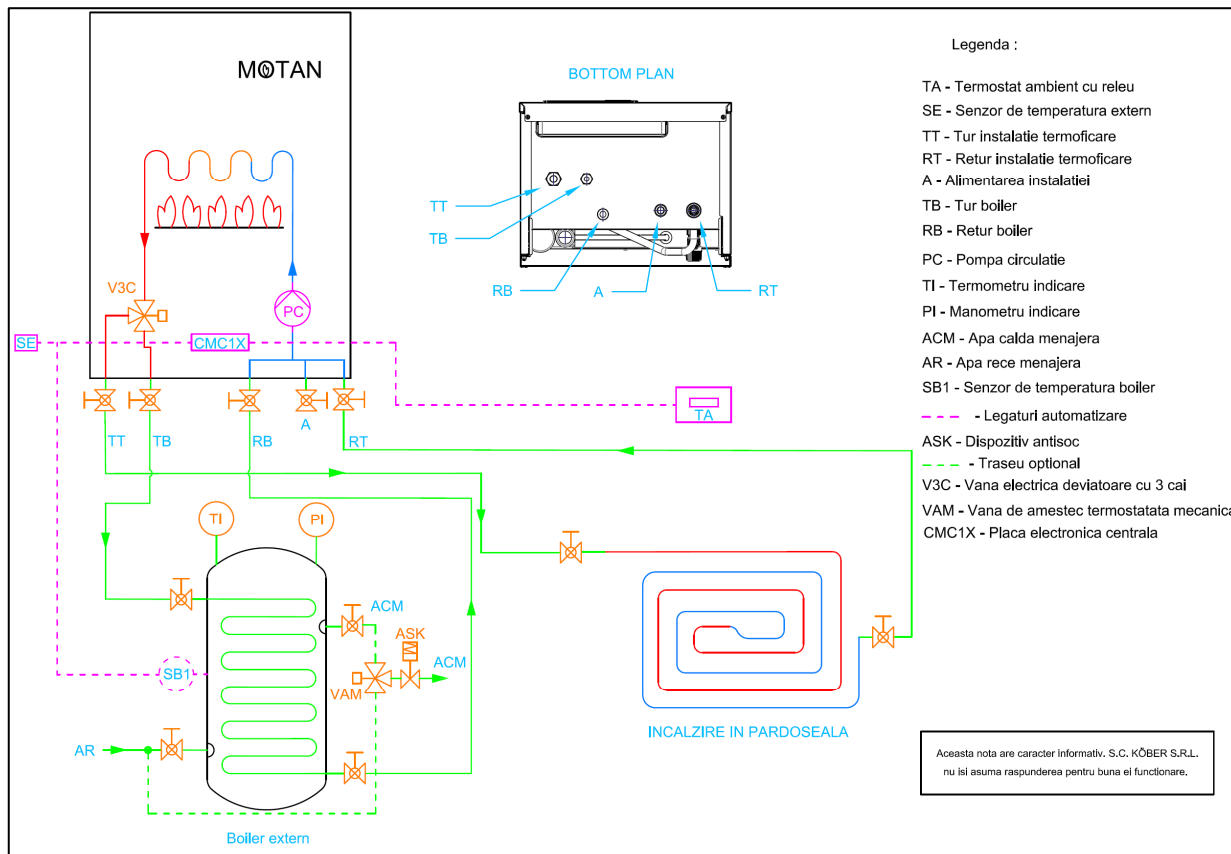 MOTAN
V3C
PC
SE
CMC1X
TT
TB
RB
A
RT
TA
BOTTOM PLAN
TT
TB
RB
A
RT
TI
PI
ACM
ASK
ACM
VAM
SB1
AR
Boiler extern
INCALZIRE IN PARDOSEALA
Legenda :
TA - Termostat ambient cu releu
SE - Senzor de temperatura extern
TT - Tur instalatie termoficare
RT - Retur instalatie termoficare
A - Alimentarea instalatiei
TB - Tur boiler
RB - Retur boiler
PC - Pompa circulatie
TI - Termometru indicare
PI - Manometru indicare
ACM - Apa calda menajera
AR - Apa rece menajera
SB1 - Senzor de temperatura boiler
- Legaturi automatizare
ASK - Dispozitiv antisoc
- Traseu optional
V3C - Vana electrica deviatoare cu 3 cai
VAM - Vana de amestec termostatata mecanica
CMC1X - Placa electronica centrala
Aceasta nota are caracter informativ. S.C. KÖBER S.R.L.
nu isi asuma raspunderea pentru buna ei functionare.